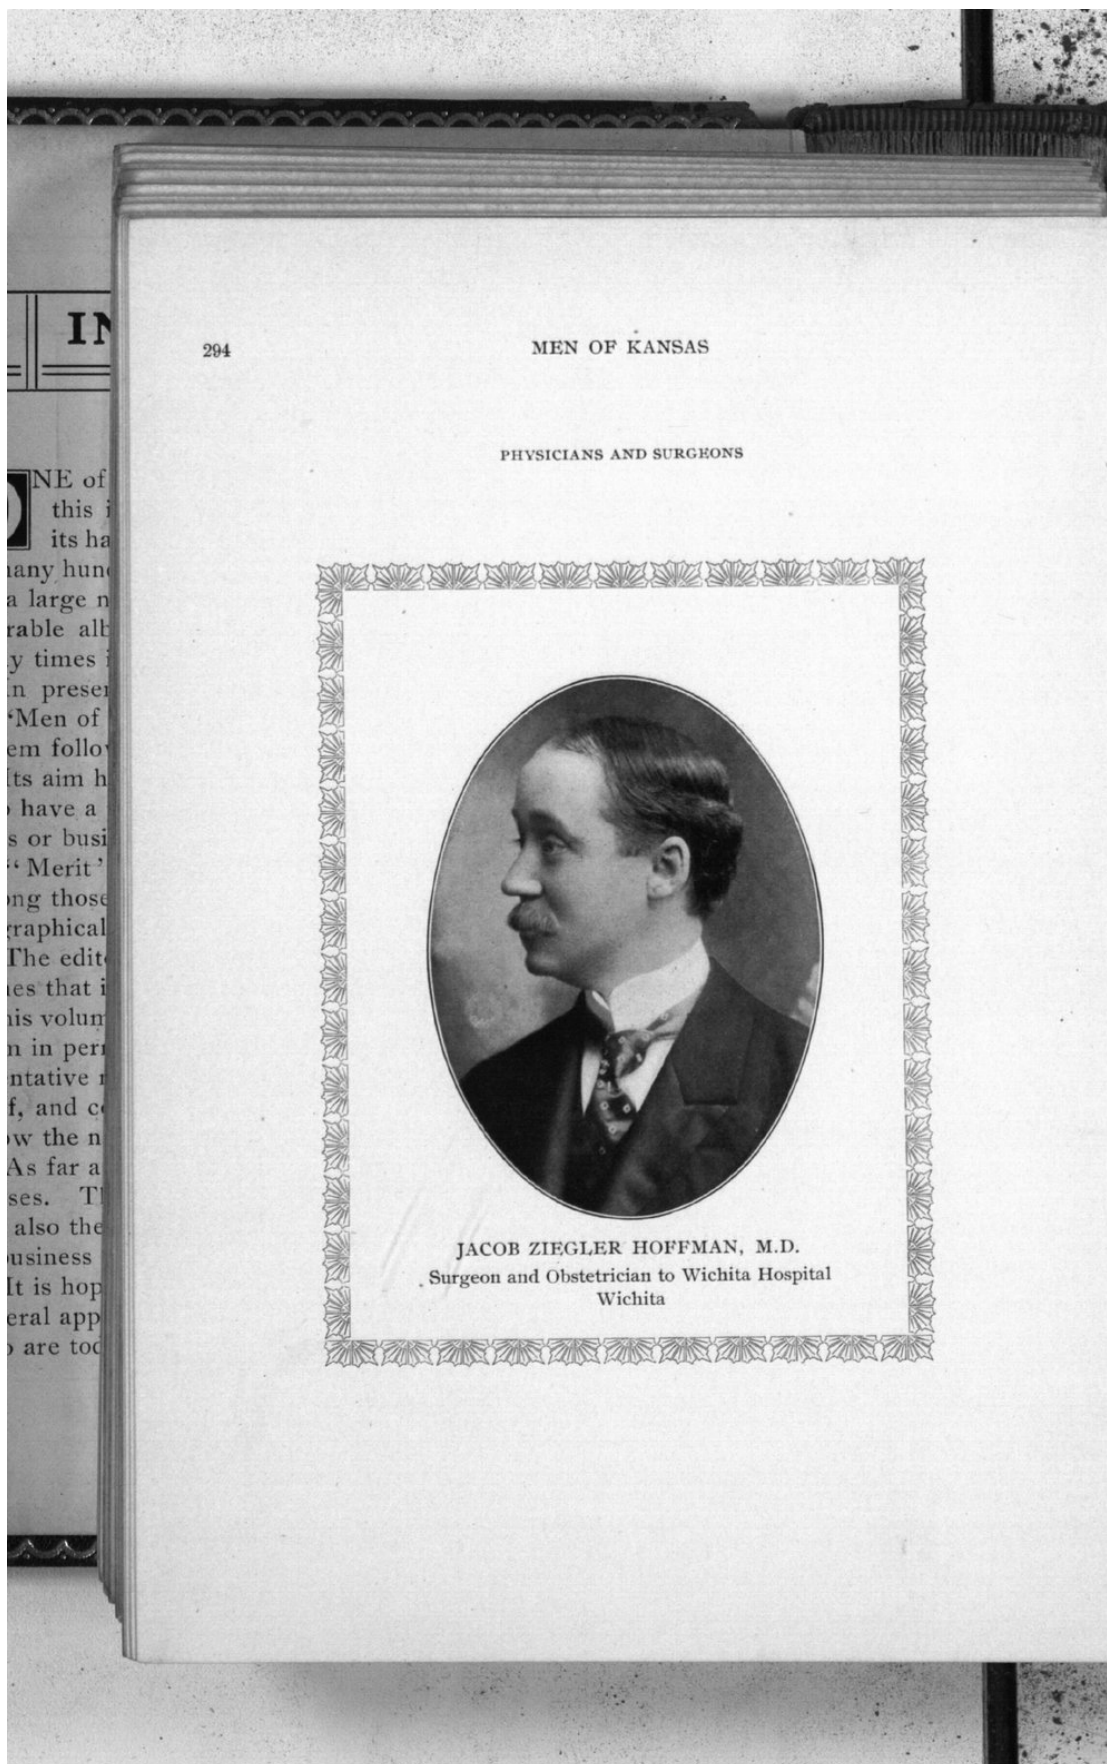 IN
NE of
this
its ha
any hun
a large n
rable alb
y times
n prese
"Men of
em follo
Its aim h
have a
s or busi
"Merit"
ng those
graphical
The edit
es that i
is volum
n in per
ntative
f, and c
w the n
As far a
ses. T
also the
business
It is hop
eral app
are tod
294
MEN OF KANSAS
PHYSICIANS AND SURGEONS
JACOB ZIEGLER HOFFMAN, M.D.
Surgeon and Obstetrician to Wichita Hospital
Wichita